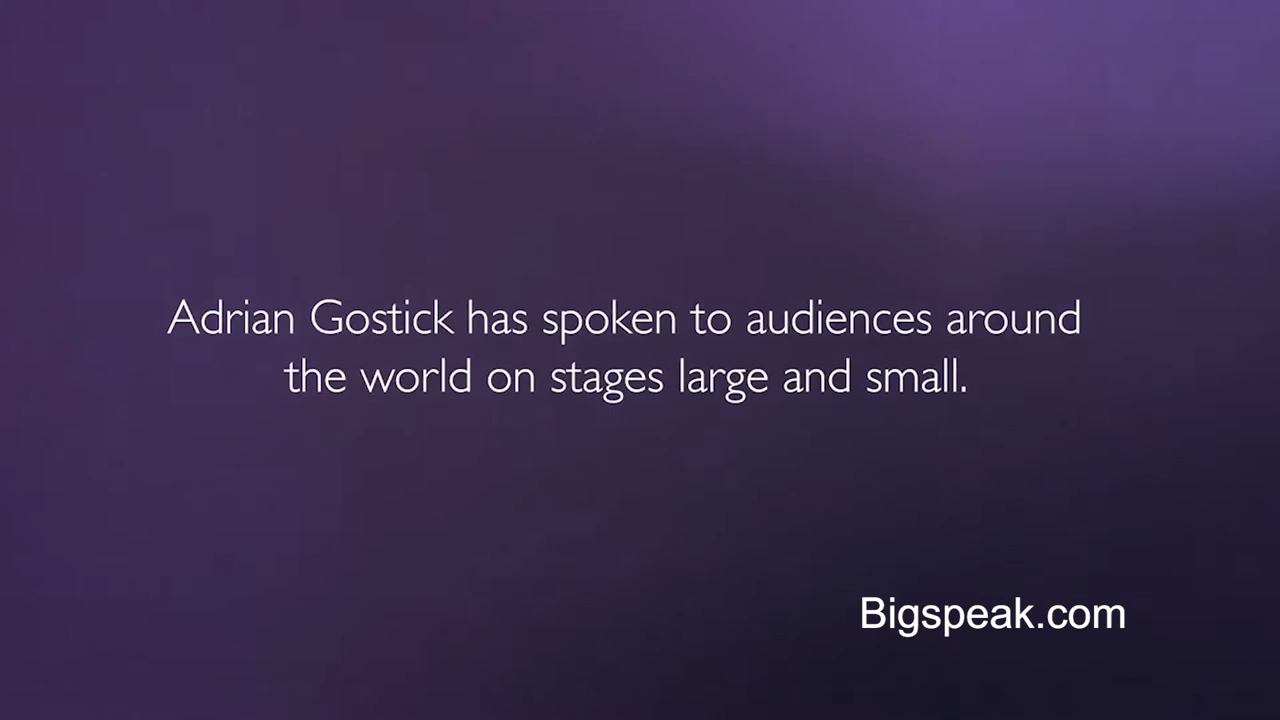 Adrian Gostick has spoken to audiences around
the world on stages large and small.
Bigspeak.com